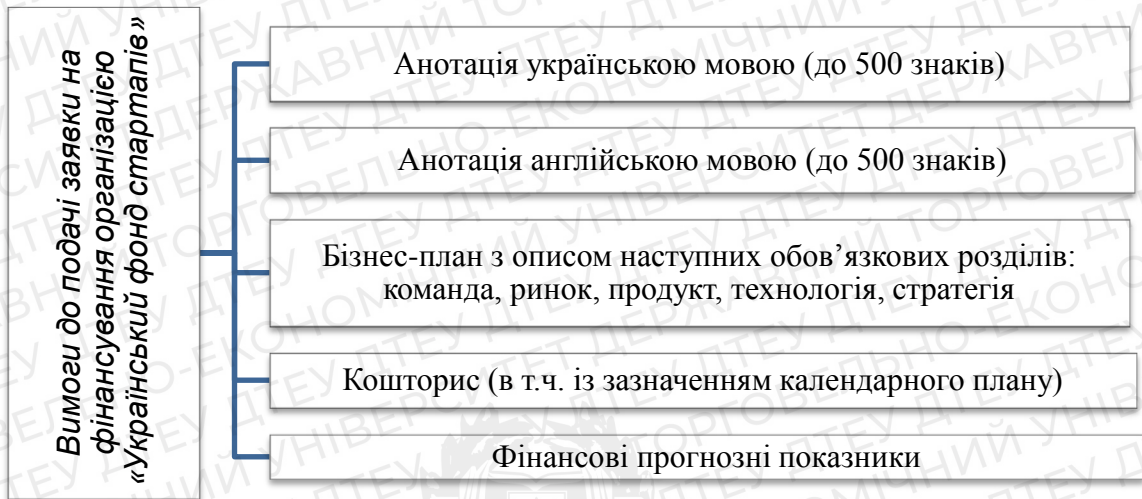 Вимоги до подачі заявки на
фінансування організацією
«Український фонд стартапів»
Анотація українською мовою (до 500 знаків)
Анотація англійською мовою (до 500 знаків)
Бізнес-план з описом наступних обов’язкових розділів:
команда, ринок, продукт, технологія, стратегія
Кошторис (в т.ч. із зазначенням календарного плану)
Фінансові прогнозні показники